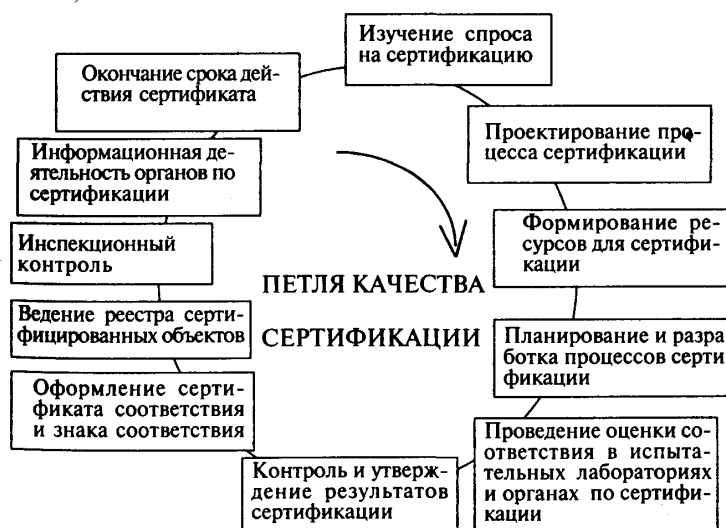 Изучение спроса
на сертификацию
Проектирование про-
цесса сертификации
Формирование ре-
сурсов для сертифи-
кации
Планирование и разра
ботка процессов серти
фикации
Проведение оценки со-
ответствия в испыта-
тельных лабораториях
и органах по сертифи-
кации
Контроль и утверж-
дение результатов
сертификации
Оформление серти-
фиката соответствия
и знака соответствия
Ведение реестра серти-
фицированных объектов
Инспекционный
контроль
Информационная де-
ятельность органов по
сертификации
Окончание срока дей-
ствия сертификата
ПЕТЛЯ КАЧЕСТВА
СЕРТИФИКАЦИИ